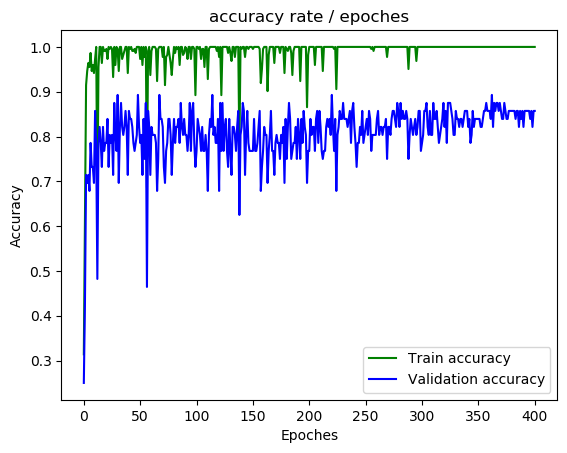 accuracy rate / epoches
1.0
0.9
0.8
0.7
0.6
0.5
0.4
0.3
Accuracy
Train accuracy
Validation accuracy
0 50 100 150 200 250 300 350 400
Epoches